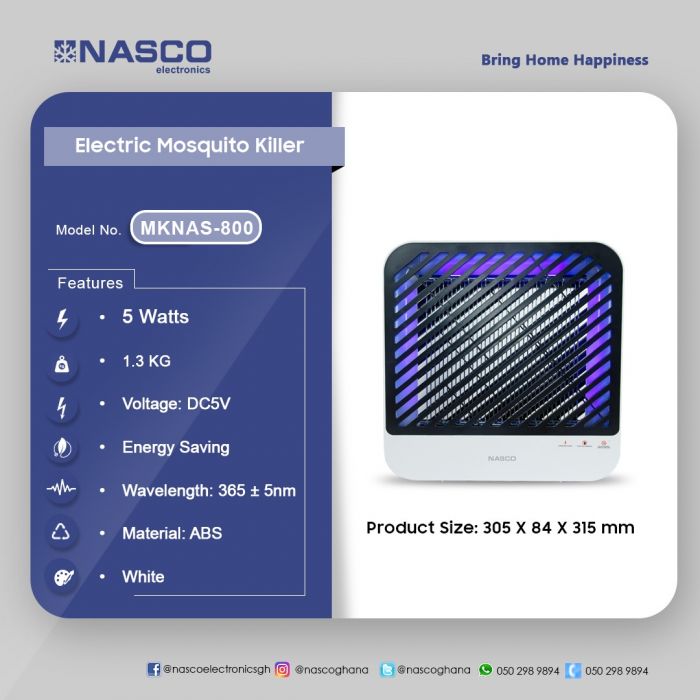 NASCO
electronics
Bring Home Happiness
Electric Mosquito Killer
Model No. MKNAS-800
Features
• 5 Watts
• 1.3 KG
• Voltage: DC5V
• Energy Saving
• Wavelength: 365 ± 5nm
• Material: ABS
• White
NASCO
Product Size: 305 X 84 X 315 mm
@nascoelectronicsgh @nascoghana @nascoghana 050 298 9894 050 298 9894